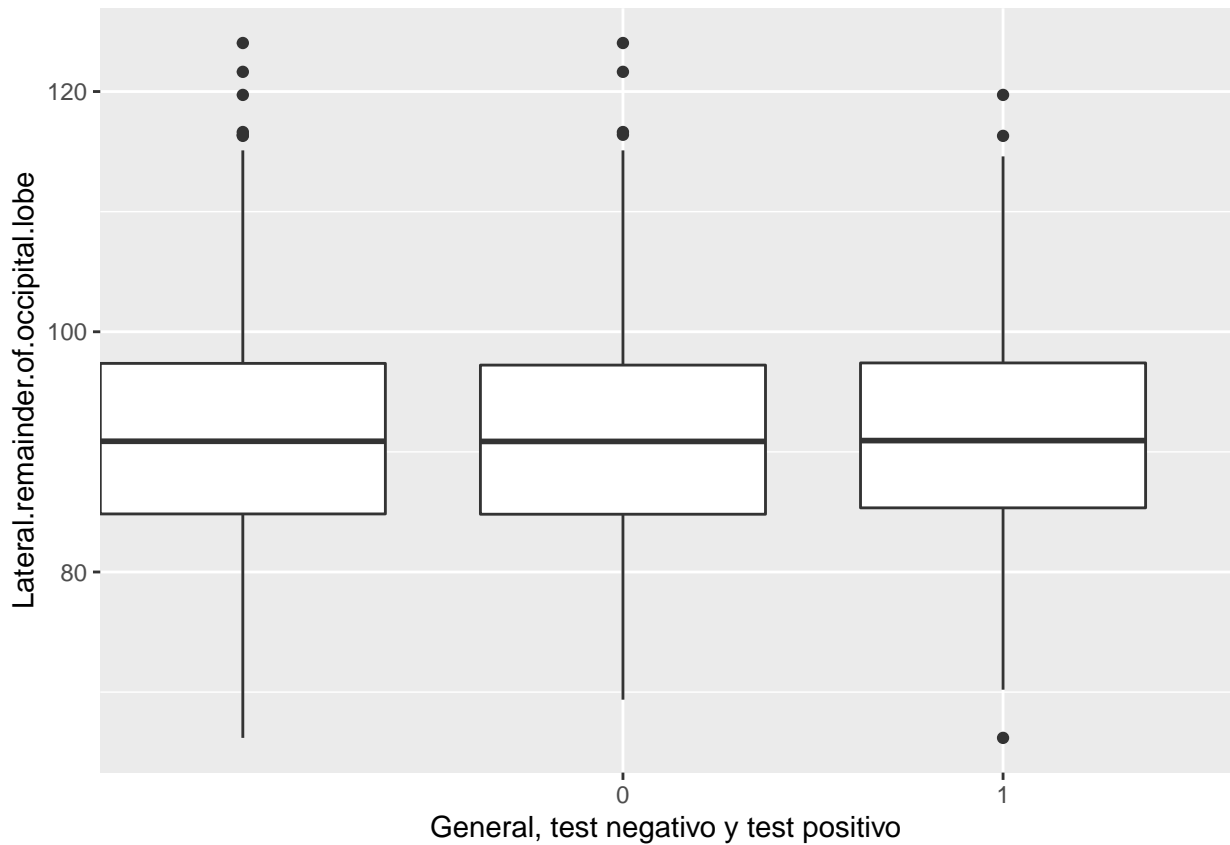 Lateral.remainder.of.occipital.lobe
120
100
80
0
1
General, test negativo y test positivo